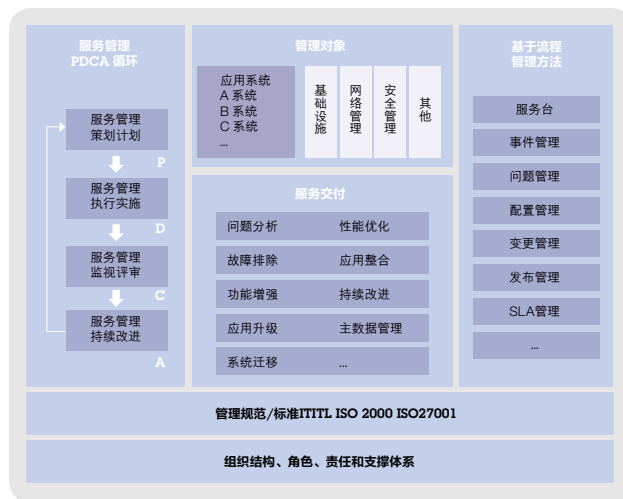 服务管理
PDCA 循环
服务管理
策划计划
P
服务管理
执行实施
D
服务管理
监视评审
C
服务管理
持续改进
A
管理对象
应用系统
A 系统
B 系统
C 系统
...
基础设施
网络管理
安全管理
其他
服务交付
问题分析 性能优化
故障排除 应用整合
功能增强 持续改进
应用升级 主数据管理
系统迁移 ...
基于流程
管理方法
服务台
事件管理
问题管理
配置管理
变更管理
发布管理
SLA管理
...
管理规范/标准ITITL ISO 2000 ISO27001
组织结构、角色、责任和支撑体系